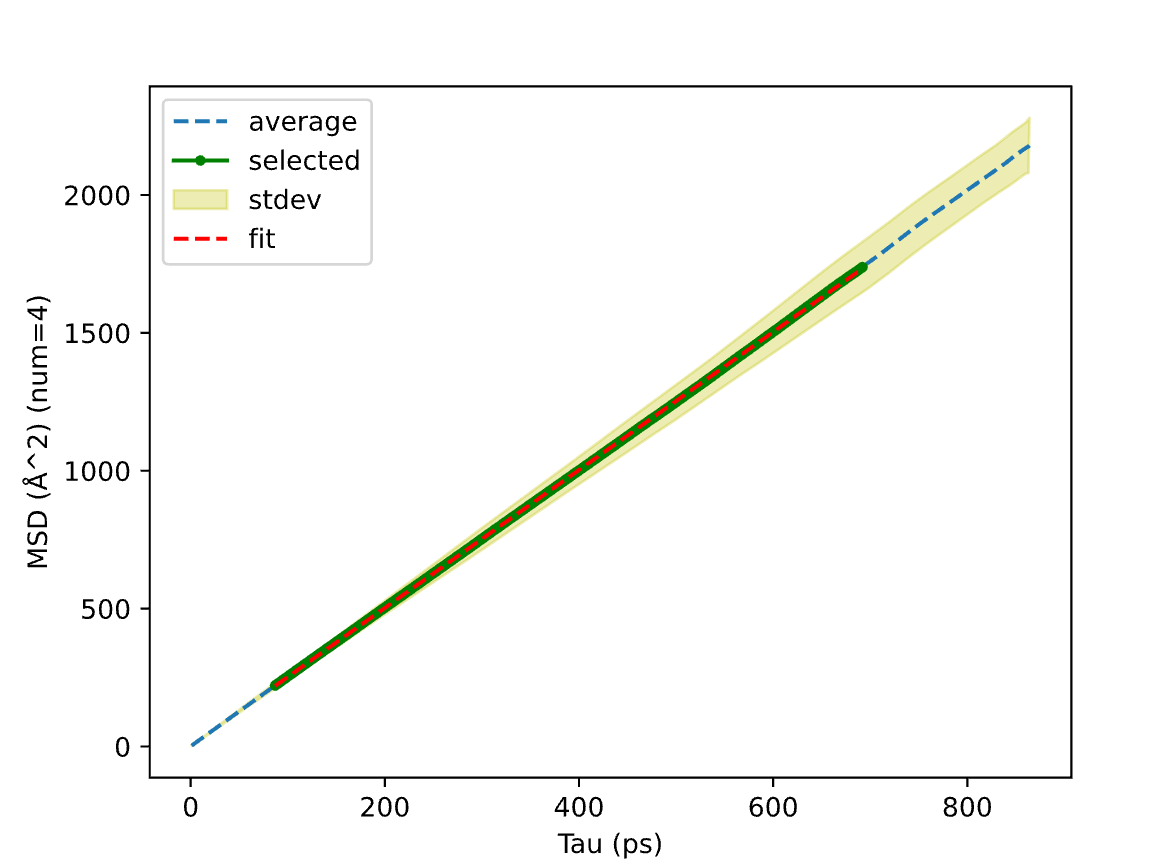 average
selected
stdev
fit
2000
1500
1000
500
0
MSD (Å^2) (num=4)
0 200 400 600 800
Tau (ps)